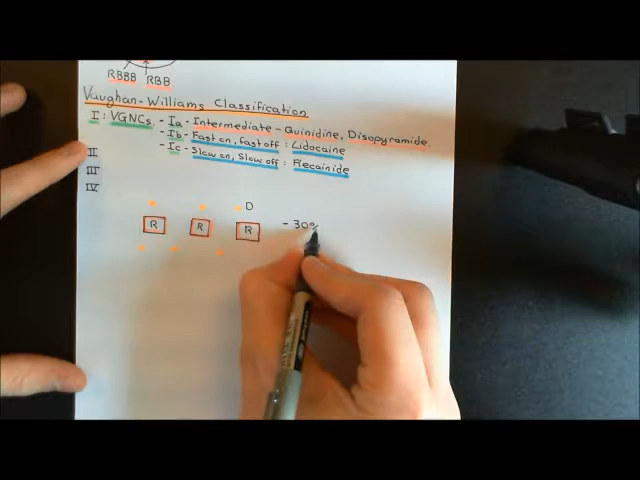 RBBB RBB
Vaughan-Williams Classification
I: VGNCs - Ia - Intermediate - Quinidine, Disopyramide.
- Ib - Fast on, fast off : Lidocaine
- Ic - Slow on, Slow off : Flecainide
II
III
IV
D
R R R - 30%